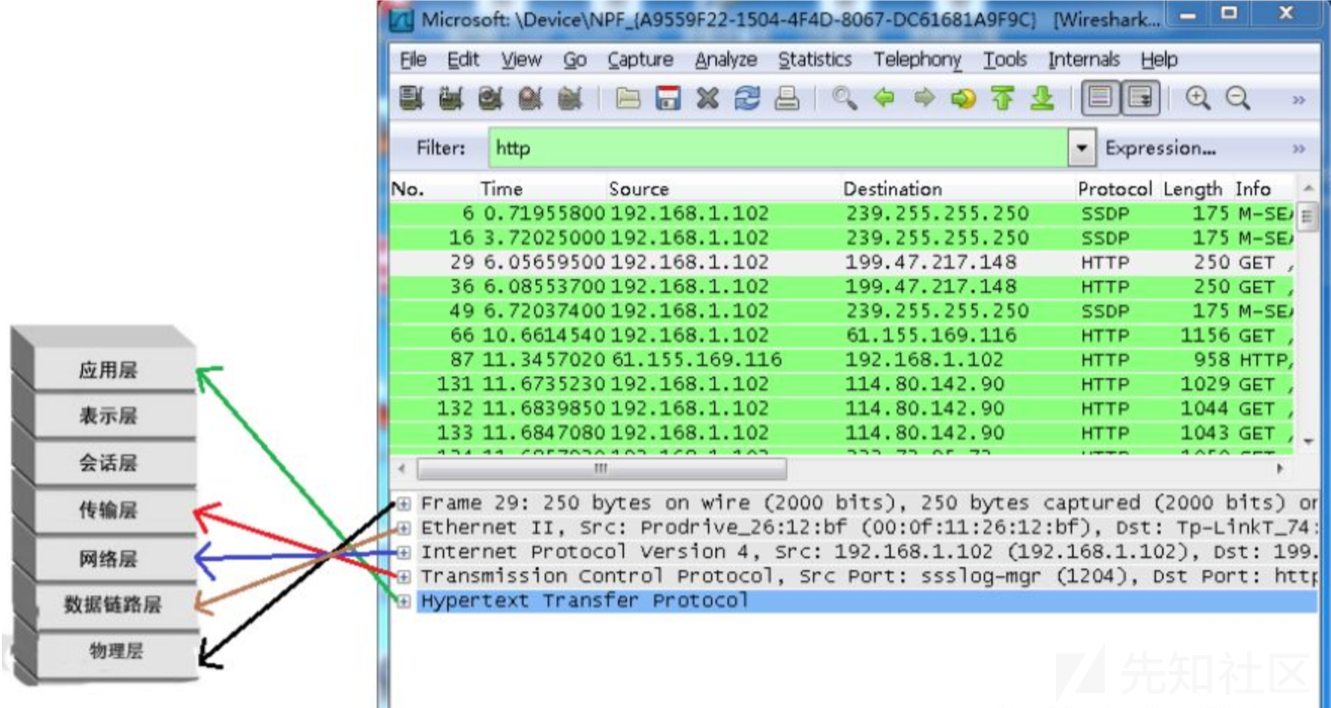 Microsoft: \Device\NPF_{A9559F22-1504-4F4D-8067-DC61681A9F9C} [Wireshark...
File Edit View Go Capture Analyze Statistics Telephony Tools Internals Help
Filter: http Expression...
No. Time Source Destination Protocol Length Info
6 0.71955800 192.168.1.102 239.255.255.250 SSDP 175 M-SEA
16 3.72025000 192.168.1.102 239.255.255.250 SSDP 175 M-SEA
29 6.05659500 192.168.1.102 199.47.217.148 HTTP 250 GET /
36 6.08553700 192.168.1.102 199.47.217.148 HTTP 250 GET /
49 6.72037400 192.168.1.102 239.255.255.250 SSDP 175 M-SEA
66 10.6614540 192.168.1.102 61.155.169.116 HTTP 1156 GET /
87 11.3457020 61.155.169.116 192.168.1.102 HTTP 958 HTTP/
131 11.6735230 192.168.1.102 114.80.142.90 HTTP 1029 GET /
132 11.6839850 192.168.1.102 114.80.142.90 HTTP 1044 GET /
133 11.6847080 192.168.1.102 114.80.142.90 HTTP 1043 GET /
Frame 29: 250 bytes on wire (2000 bits), 250 bytes captured (2000 bits) on
Ethernet II, Src: Prodrive_26:12:bf (00:0f:11:26:12:bf), Dst: Tp-LinkT_74:
Internet Protocol Version 4, Src: 192.168.1.102 (192.168.1.102), Dst: 199.
Transmission Control Protocol, Src Port: ssslog-mgr (1204), Dst Port: http
Hypertext Transfer Protocol
应用层
表示层
会话层
传输层
网络层
数据链路层
物理层
先知社区